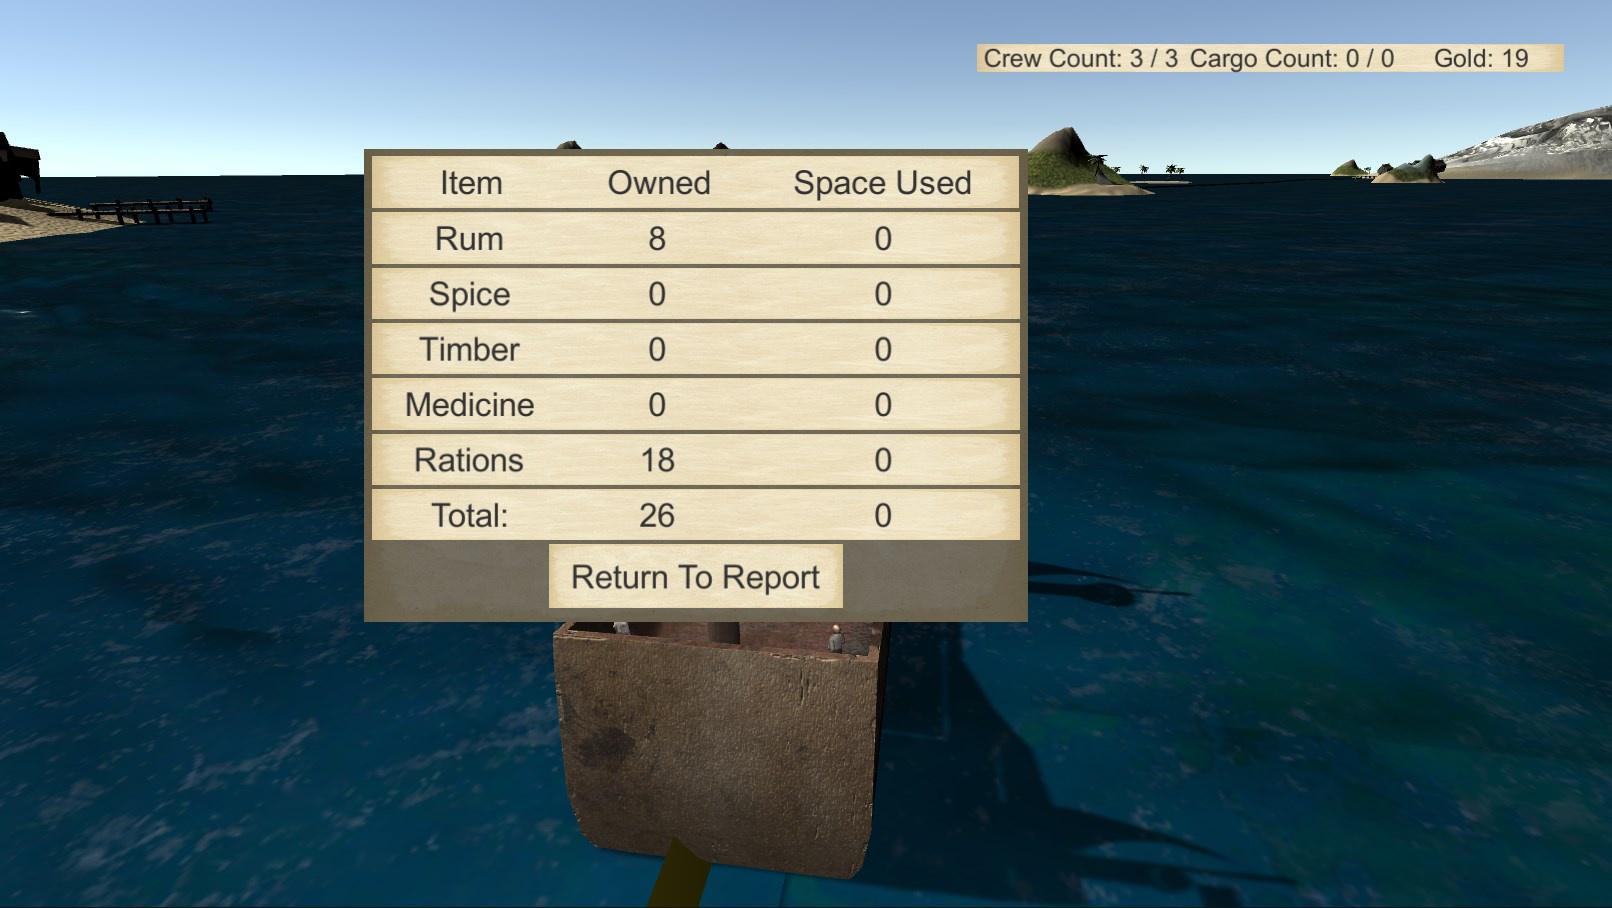 Crew Count: 3 / 3 Cargo Count: 0 / 0 Gold: 19
Item Owned Space Used
Rum 8 0
Spice 0 0
Timber 0 0
Medicine 0 0
Rations 18 0
Total: 26 0
Return To Report